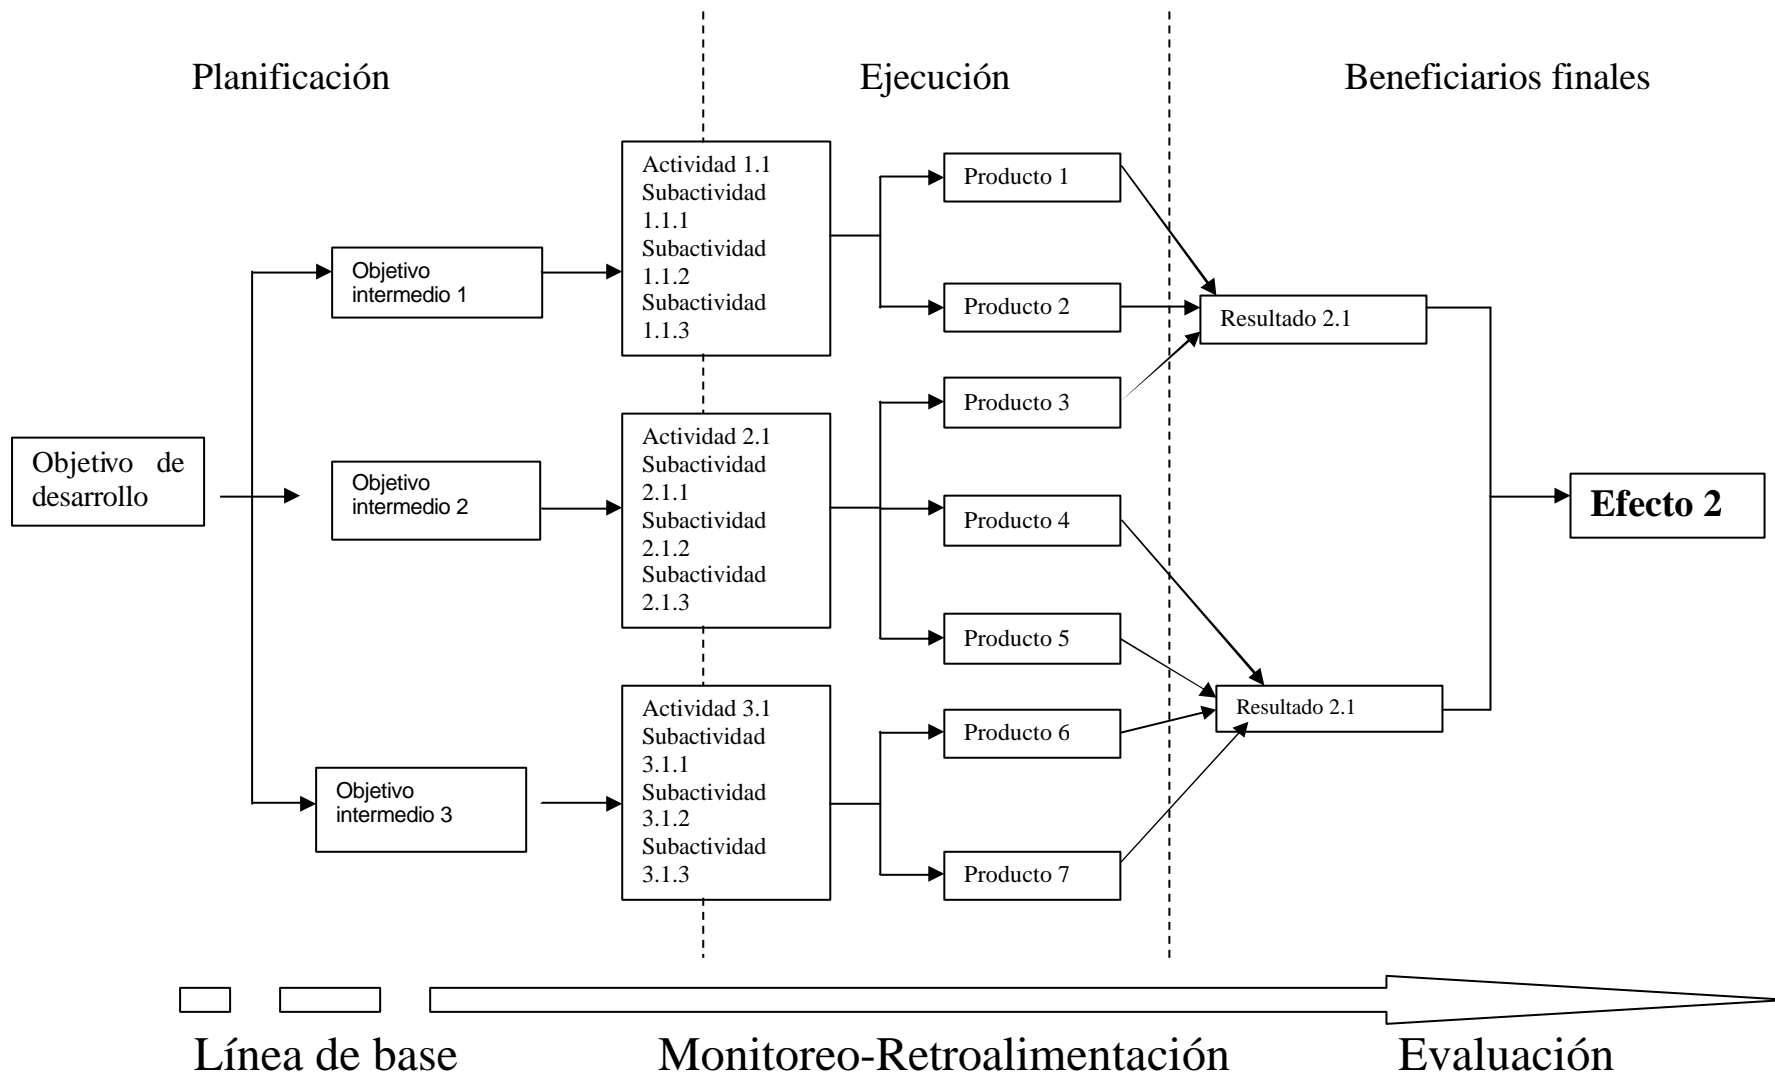 Planificación
Ejecución
Beneficiarios finales
Objetivo de
desarrollo
Objetivo
intermedio 1
Objetivo
intermedio 2
Objetivo
intermedio 3
Actividad 1.1
Subactividad
1.1.1
Subactividad
1.1.2
Subactividad
1.1.3
Actividad 2.1
Subactividad
2.1.1
Subactividad
2.1.2
Subactividad
2.1.3
Actividad 3.1
Subactividad
3.1.1
Subactividad
3.1.2
Subactividad
3.1.3
Producto 1
Producto 2
Producto 3
Producto 4
Producto 5
Producto 6
Producto 7
Resultado 2.1
Resultado 2.1
Efecto 2
Línea de base
Monitoreo-Retroalimentación
Evaluación